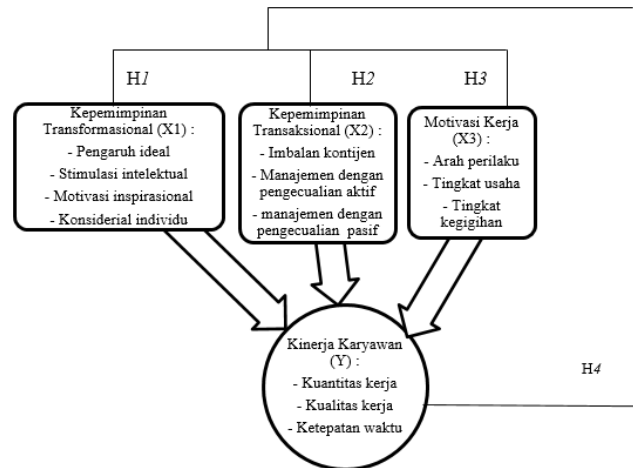 H1
H2
H3
Kepemimpinan
Transformasional (X1) :
- Pengaruh ideal
- Stimulasi intelektual
- Motivasi inspirasional
- Konsiderial individu
Kepemimpinan
Transaksional (X2) :
- Imbalan kontijen
- Manajemen dengan
pengecualian aktif
- manajemen dengan
pengecualian pasif
Motivasi Kerja
(X3) :
- Arah perilaku
- Tingkat usaha
- Tingkat
kegigihan
Kinerja Karyawan
(Y) :
- Kuantitas kerja
- Kualitas kerja
- Ketepatan waktu
H4